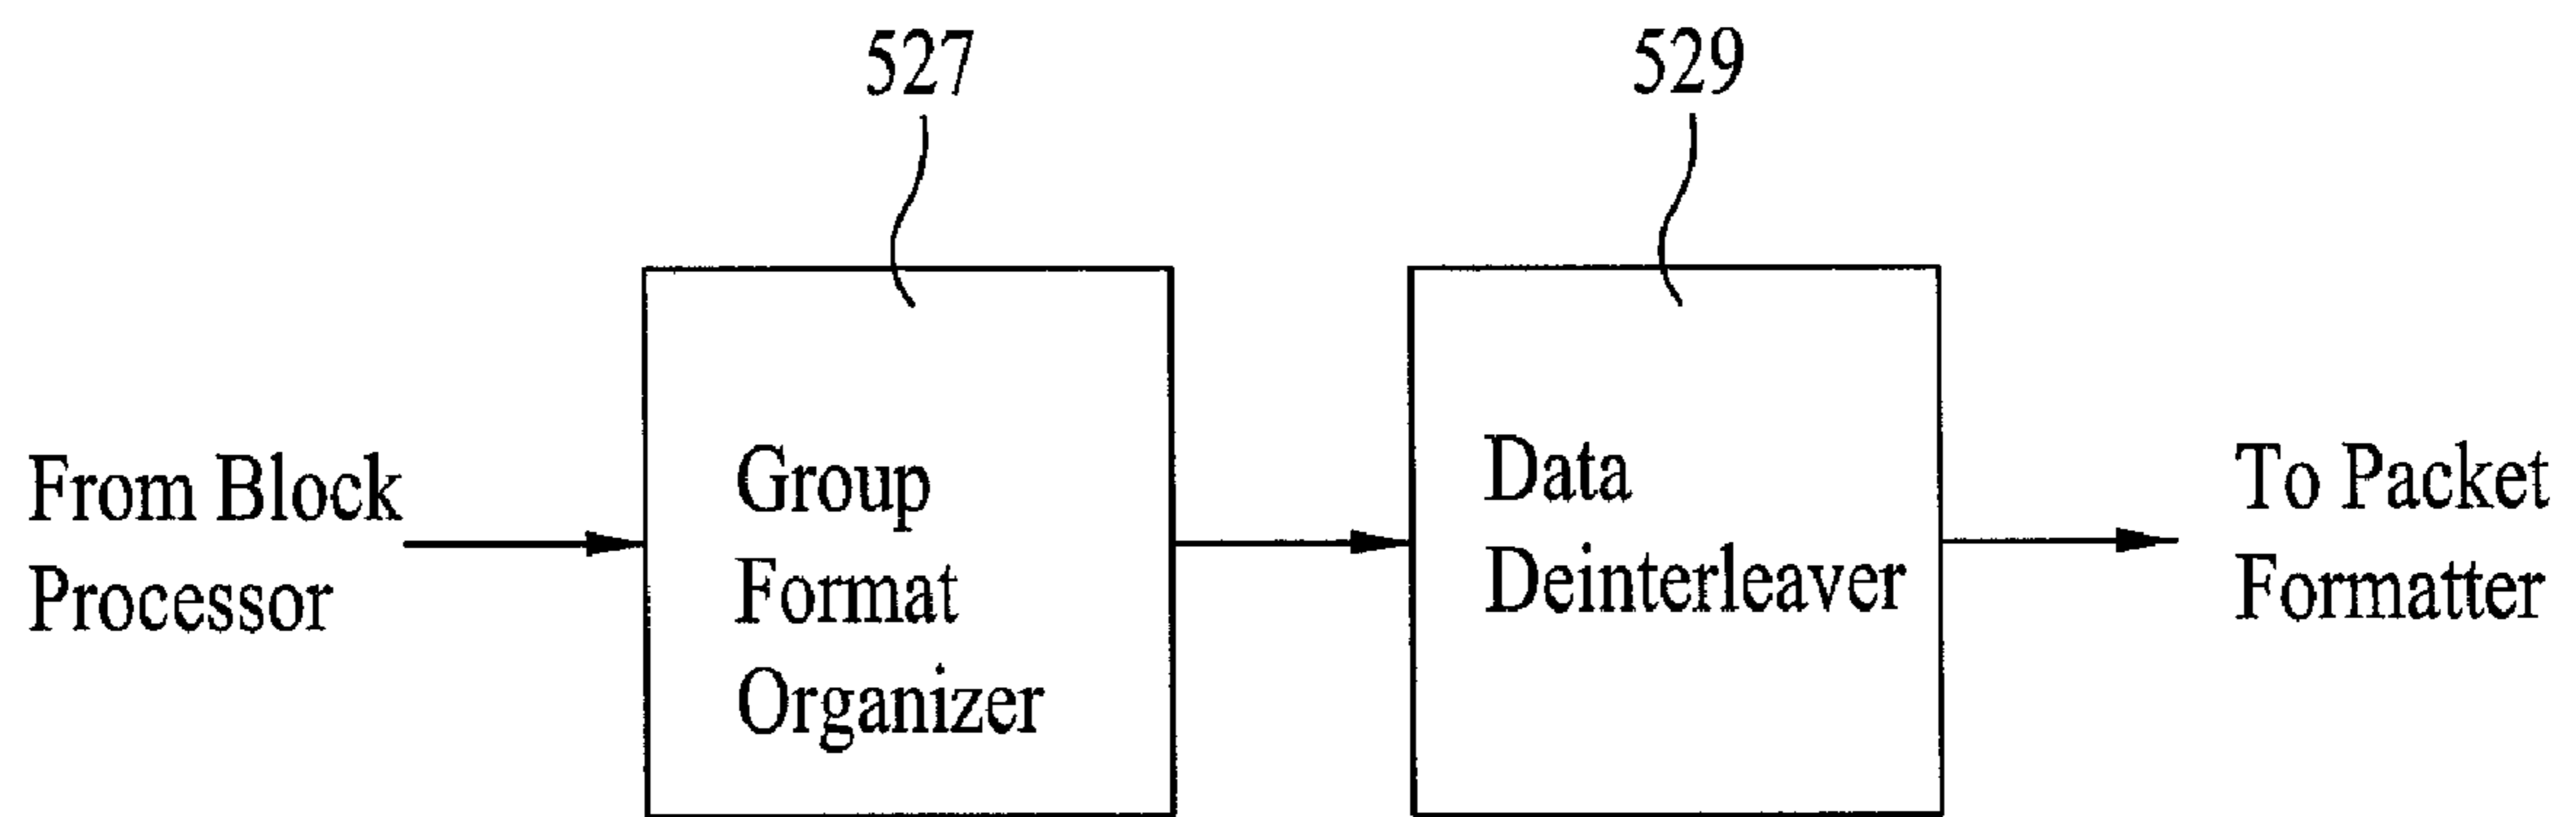 527
529
From Block
Processor
Group
Format
Organizer
Data
Deinterleaver
To Packet
Formatter